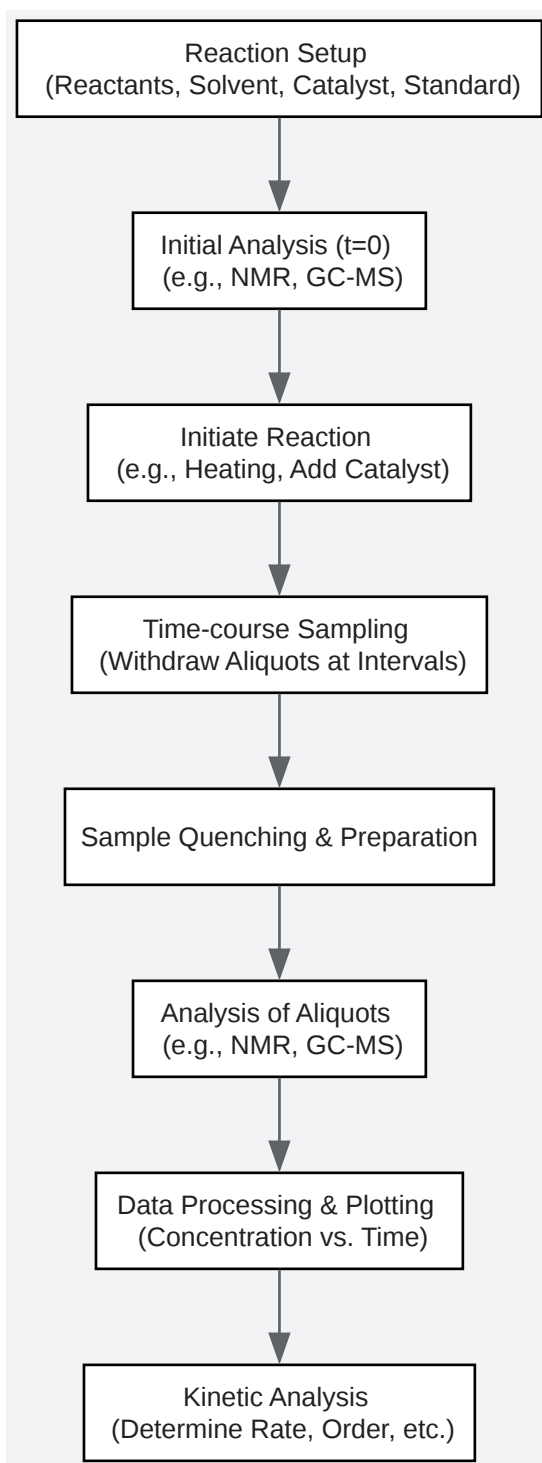 Reaction Setup
(Reactants, Solvent, Catalyst, Standard)
Initial Analysis (t=0)
(e.g., NMR, GC-MS)
Initiate Reaction
(e.g., Heating, Add Catalyst)
Time-course Sampling
(Withdraw Aliquots at Intervals)
Sample Quenching & Preparation
Analysis of Aliquots
(e.g., NMR, GC-MS)
Data Processing & Plotting
(Concentration vs. Time)
Kinetic Analysis
(Determine Rate, Order, etc.)